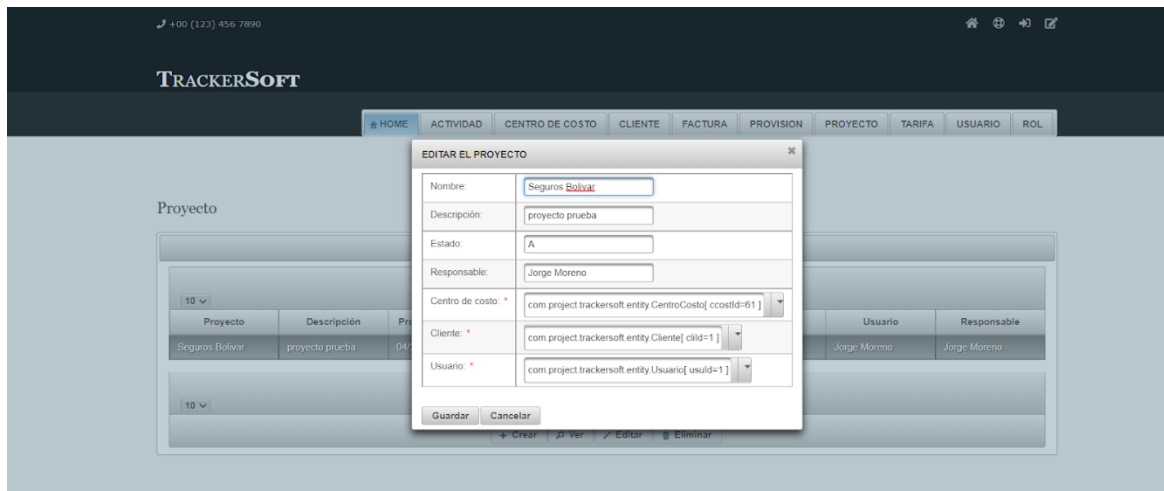 +00 (123) 456 7890
TRACKERSOFT
HOME ACTIVIDAD CENTRO DE COSTO CLIENTE FACTURA PROVISION PROYECTO TARIFA USUARIO ROL
EDITAR EL PROYECTO
Nombre: Seguros Bolivar
Proyecto
Descripción: proyecto prueba
Estado: A
Responsable: Jorge Moreno
10
Centro de costo: * com.project.trackersoft.entity.CentroCosto[ ccostId=61 ]
Proyecto Descripción Usuario Responsable
Cliente: * com.project.trackersoft.entity.Cliente[ cliId=1 ]
Seguros Bolivar proyecto prueba Jorge Moreno Jorge Moreno
Usuario: * com.project.trackersoft.entity.Usuario[ usuId=1 ]
10
Guardar Cancelar
Crear Ver Editar Eliminar